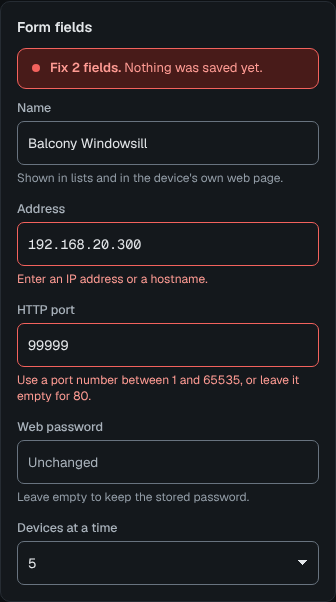 Form fields
Fix 2 fields. Nothing was saved yet.
Name
Balcony Windowsill
Shown in lists and in the device's own web page.
Address
192.168.20.300
Enter an IP address or a hostname.
HTTP port
99999
Use a port number between 1 and 65535, or leave it
empty for 80.
Web password
Unchanged
Leave empty to keep the stored password.
Devices at a time
5